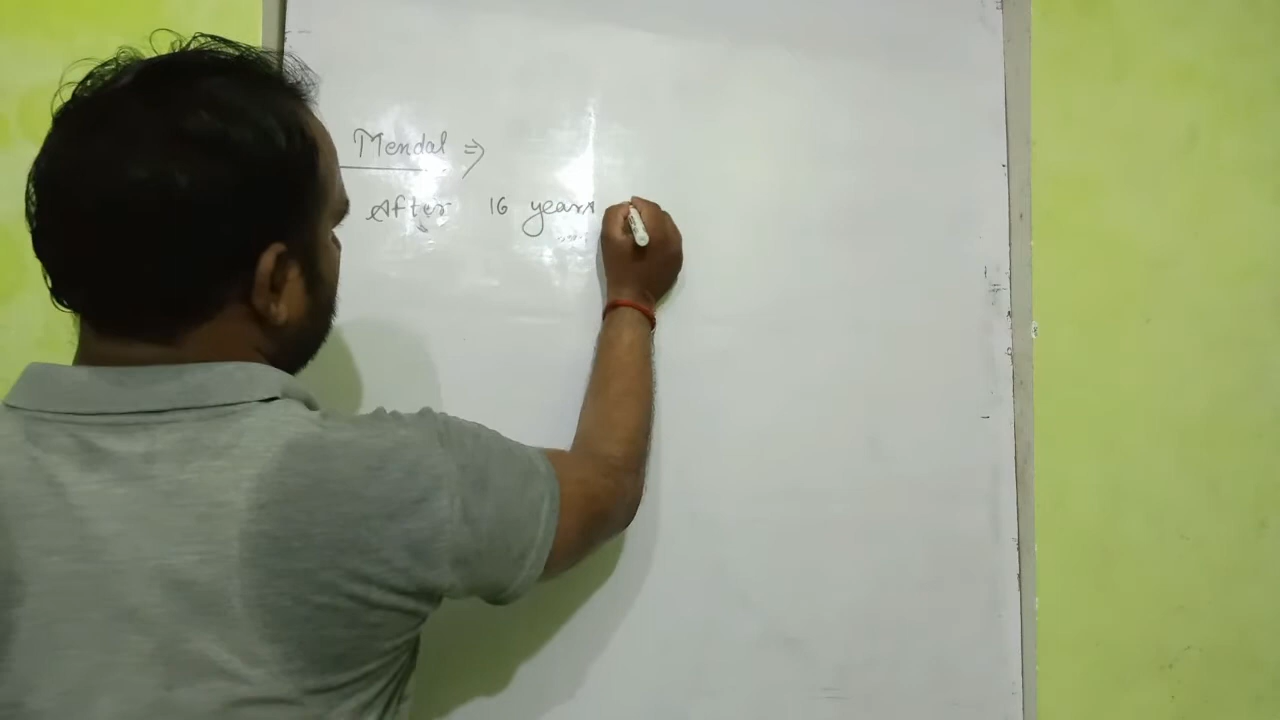 Mendal ⇒
After 16 years